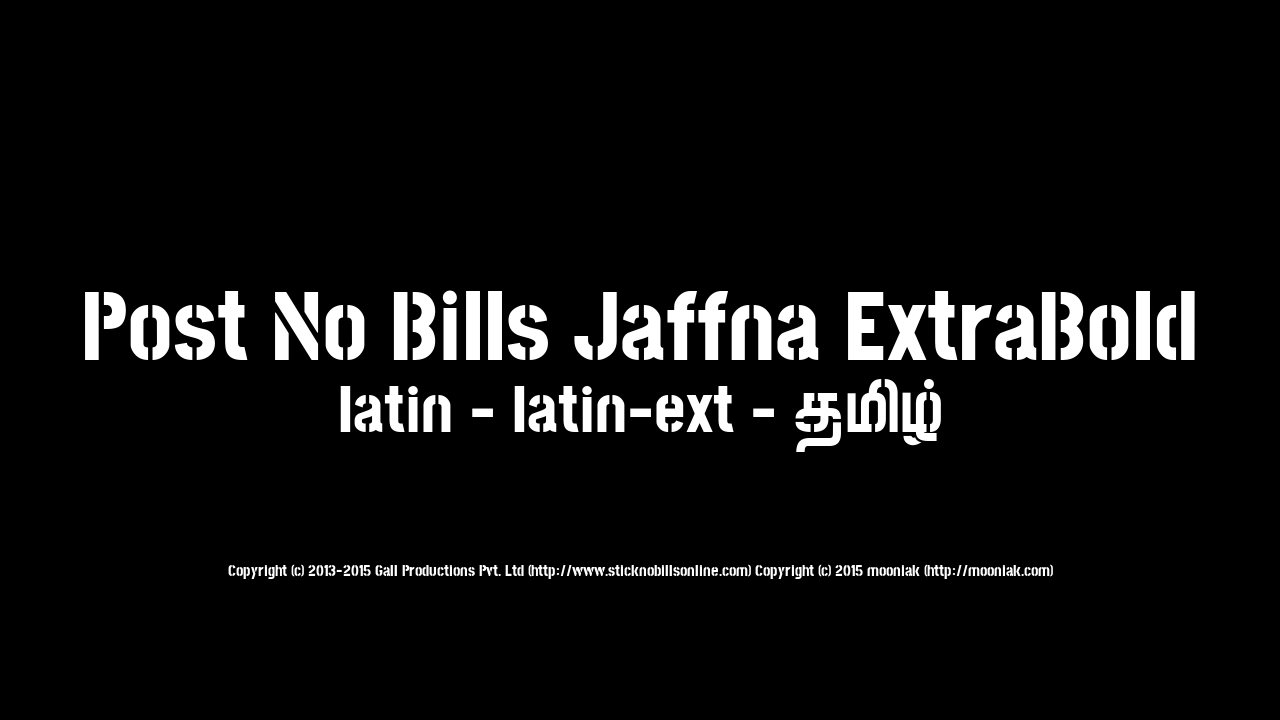 Post No Bills Jaffna ExtraBold
latin - latin-ext - தமிழ்
Copyright (c) 2013-2015 Gall Productions Pvt. Ltd (http://www.sticknobillsonline.com) Copyright (c) 2015 mooniak (http://mooniak.com)